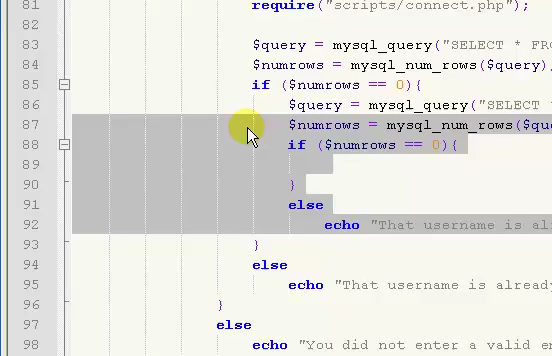 81 require("scripts/connect.php");
82
83 $query = mysql_query("SELECT * FRO
84 $numrows = mysql_num_rows($query)
85 if ($numrows == 0){
86 $query = mysql_query("SELECT
87 $numrows = mysql_num_rows($que
88 if ($numrows == 0){
89
90 }
91 else
92 echo "That username is al
93 }
94 else
95 echo "That username is already
96 }
97 else
98 echo "You did not enter a valid e